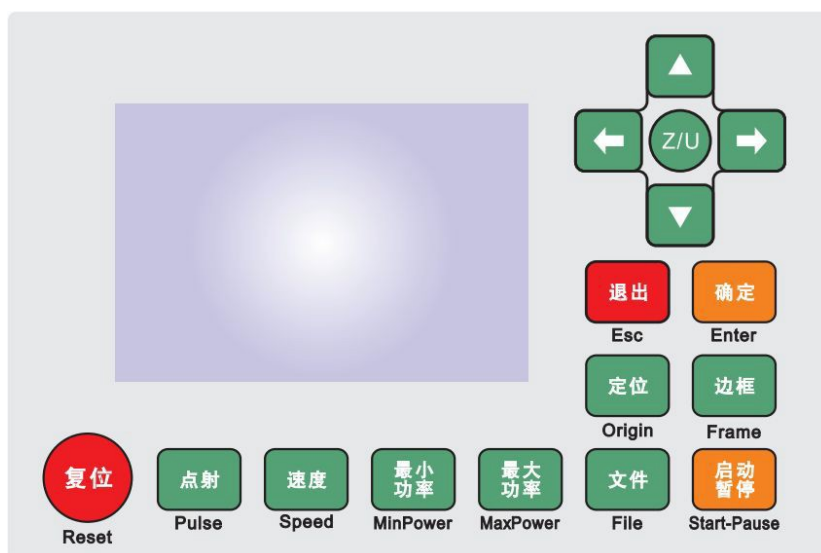 Z/U
退出
确定
Esc
Enter
定位
边框
Origin
Frame
复位
点射
速度
最小
功率
最大
功率
文件
启动
暂停
Reset
Pulse
Speed
MinPower
MaxPower
File
Start-Pause